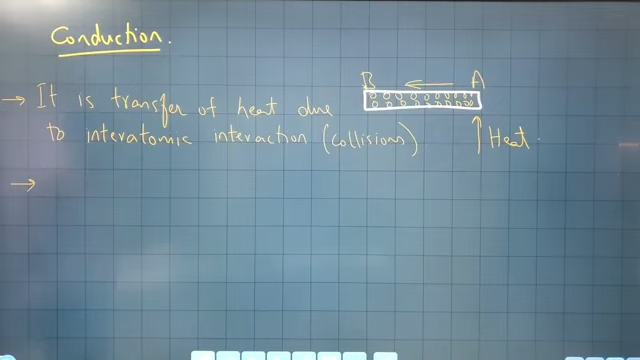 Conduction.
B ← A
→ It is transfer of heat due
to interatomic interaction (collisions)
↑ Heat.
→